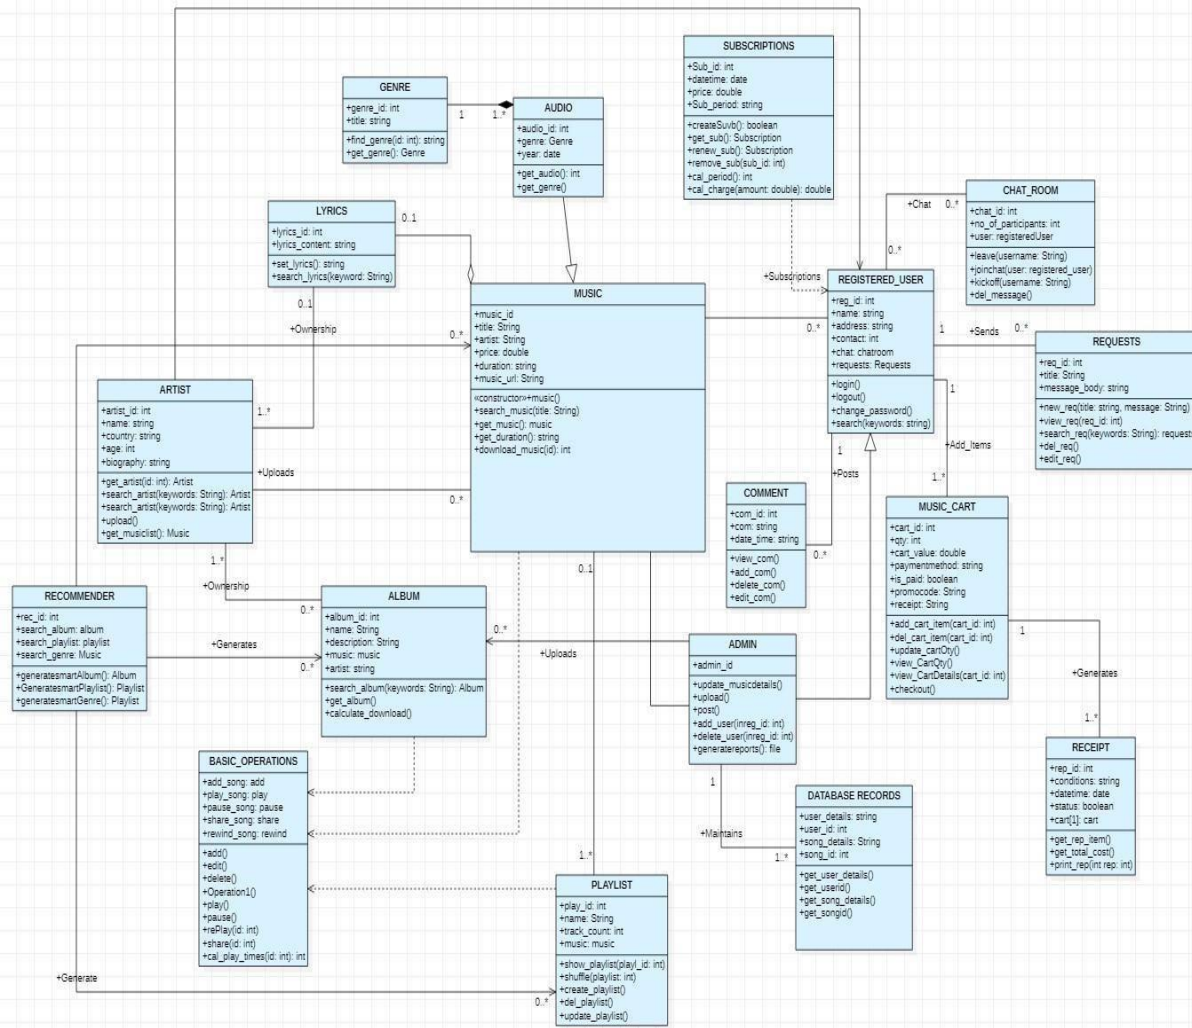 SUBSCRIPTIONS
+Sub_id: int
+datetime: date
+price: double
+Sub_period: string
+createSuvb(): boolean
+get_sub(): Subscription
+renew_sub(): Subscription
+remove_sub(sub_id: int)
+cal_period(): int
+cal_charge(amount: double): double
GENRE
+genre_id: int
+title: string
+find_genre(id: int): string
+get_genre(): Genre
1
1..*
AUDIO
+audio_id: int
+genre: Genre
+year: date
+get_audio(): int
+get_genre()
CHAT_ROOM
+chat_id: int
+no_of_participants: int
+user: registeredUser
+leave(username: String)
+joinchat(user: registered_user)
+kickoff(username: String)
+del_message()
+Chat
0..*
0..*
LYRICS
+lyrics_id: int
+lyrics_content: string
+set_lyrics(): string
+search_lyrics(keyword: String)
0..1
0..1
+Ownership
+Subscriptions
REGISTERED_USER
+reg_id: int
+name: string
+address: string
+contact: int
+chat: chatroom
+requests: Requests
+login()
+logout()
+change_password()
+search(keywords: string)
MUSIC
+music_id
+title: String
+artist: String
+price: double
+duration: string
+music_url: String
«constructor»+music()
+search_music(title: String)
+get_music(): music
+get_duration(): string
+download_music(id): int
0..*
0..*
1
+Sends
0..*
REQUESTS
+req_id: int
+title: String
+message_body: string
+new_req(title: string, message: String)
+view_req(req_id: int)
+search_req(keywords: String): requests
+del_req()
+edit_req()
ARTIST
+artist_id: int
+name: string
+country: string
+age: int
+biography: string
+get_artist(id: int): Artist
+search_artist(keywords: String): Artist
+search_artist(keywords: String): Artist
+upload()
+get_musiclist(): Music
1..*
+Uploads
0..*
1
+Add_Items
1..*
1
+Posts
0..*
COMMENT
+com_id: int
+com: string
+date_time: string
+view_com()
+add_com()
+delete_com()
+edit_com()
MUSIC_CART
+cart_id: int
+qty: int
+cart_value: double
+paymentmethod: string
+is_paid: boolean
+promocode: String
+receipt: String
+add_cart_item(cart_id: int)
+del_cart_item(cart_id: int)
+update_cartQty()
+view_CartQty()
+view_CartDetails(cart_id: int)
+checkout()
1..*
+Ownership
0..*
RECOMMENDER
+rec_id: int
+search_album: album
+search_playlist: playlist
+search_genre: Music
+generatesmartAlbum(): Album
+GeneratesmartPlaylist(): Playlist
+generatesmartGenre(): Playlist
+Generates
0..*
ALBUM
+album_id: int
+name: String
+description: String
+music: music
+artist: string
+search_album(keywords: String): Album
+get_album()
+calculate_download()
0..*
+Uploads
0..1
ADMIN
+admin_id
+update_musicdetails()
+upload()
+post()
+add_user(inreg_id: int)
+delete_user(inreg_id: int)
+generatereports(): file
1
+Generates
1..*
RECEIPT
+rep_id: int
+conditions: string
+datetime: date
+status: boolean
+cart[1]: cart
+get_rep_item()
+get_total_cost()
+print_rep(int rep: int)
BASIC_OPERATIONS
+add_song: add
+play_song: play
+pause_song: pause
+share_song: share
+rewind_song: rewind
+add()
+edit()
+delete()
+Operation1()
+play()
+pause()
+rePlay(id: int)
+share(id: int)
+cal_play_times(id: int): int
1
+Maintains
1..*
DATABASE RECORDS
+user_details: string
+user_id: int
+song_details: String
+song_id: int
+get_user_details()
+get_userid()
+get_song_details()
+get_songid()
1..*
PLAYLIST
+play_id: int
+name: String
+track_count: int
+music: music
+show_playlist(playl_id: int)
+shuffle(playlist: int)
+create_playlist()
+del_playlist()
+update_playlist()
+Generate
0..*